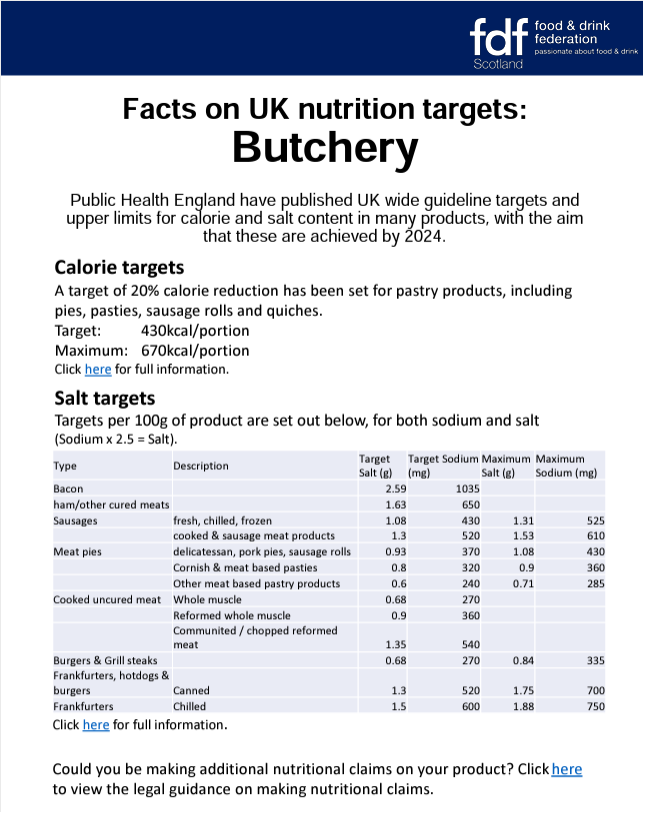 fdf food & drink
federation
passionate about food & drink
Scotland
Facts on UK nutrition targets:
Butchery
Public Health England have published UK wide guideline targets and
upper limits for calorie and salt content in many products, with the aim
that these are achieved by 2024.
Calorie targets
A target of 20% calorie reduction has been set for pastry products, including
pies, pasties, sausage rolls and quiches.
Target: 430kcal/portion
Maximum: 670kcal/portion
Click here for full information.
Salt targets
Targets per 100g of product are set out below, for both sodium and salt
(Sodium x 2.5 = Salt).
Type Description Target Salt (g) Target Sodium (mg) Maximum Salt (g) Maximum Sodium (mg)
Bacon 2.59 1035
ham/other cured meats 1.63 650
Sausages fresh, chilled, frozen 1.08 430 1.31 525
cooked & sausage meat products 1.3 520 1.53 610
Meat pies delicatessan, pork pies, sausage rolls 0.93 370 1.08 430
Cornish & meat based pasties 0.8 320 0.9 360
Other meat based pastry products 0.6 240 0.71 285
Cooked uncured meat Whole muscle 0.68 270
Reformed whole muscle 0.9 360
Communited / chopped reformed
meat 1.35 540
Burgers & Grill steaks 0.68 270 0.84 335
Frankfurters, hotdogs &
burgers Canned 1.3 520 1.75 700
Frankfurters Chilled 1.5 600 1.88 750
Click here for full information.
Could you be making additional nutritional claims on your product? Click here
to view the legal guidance on making nutritional claims.